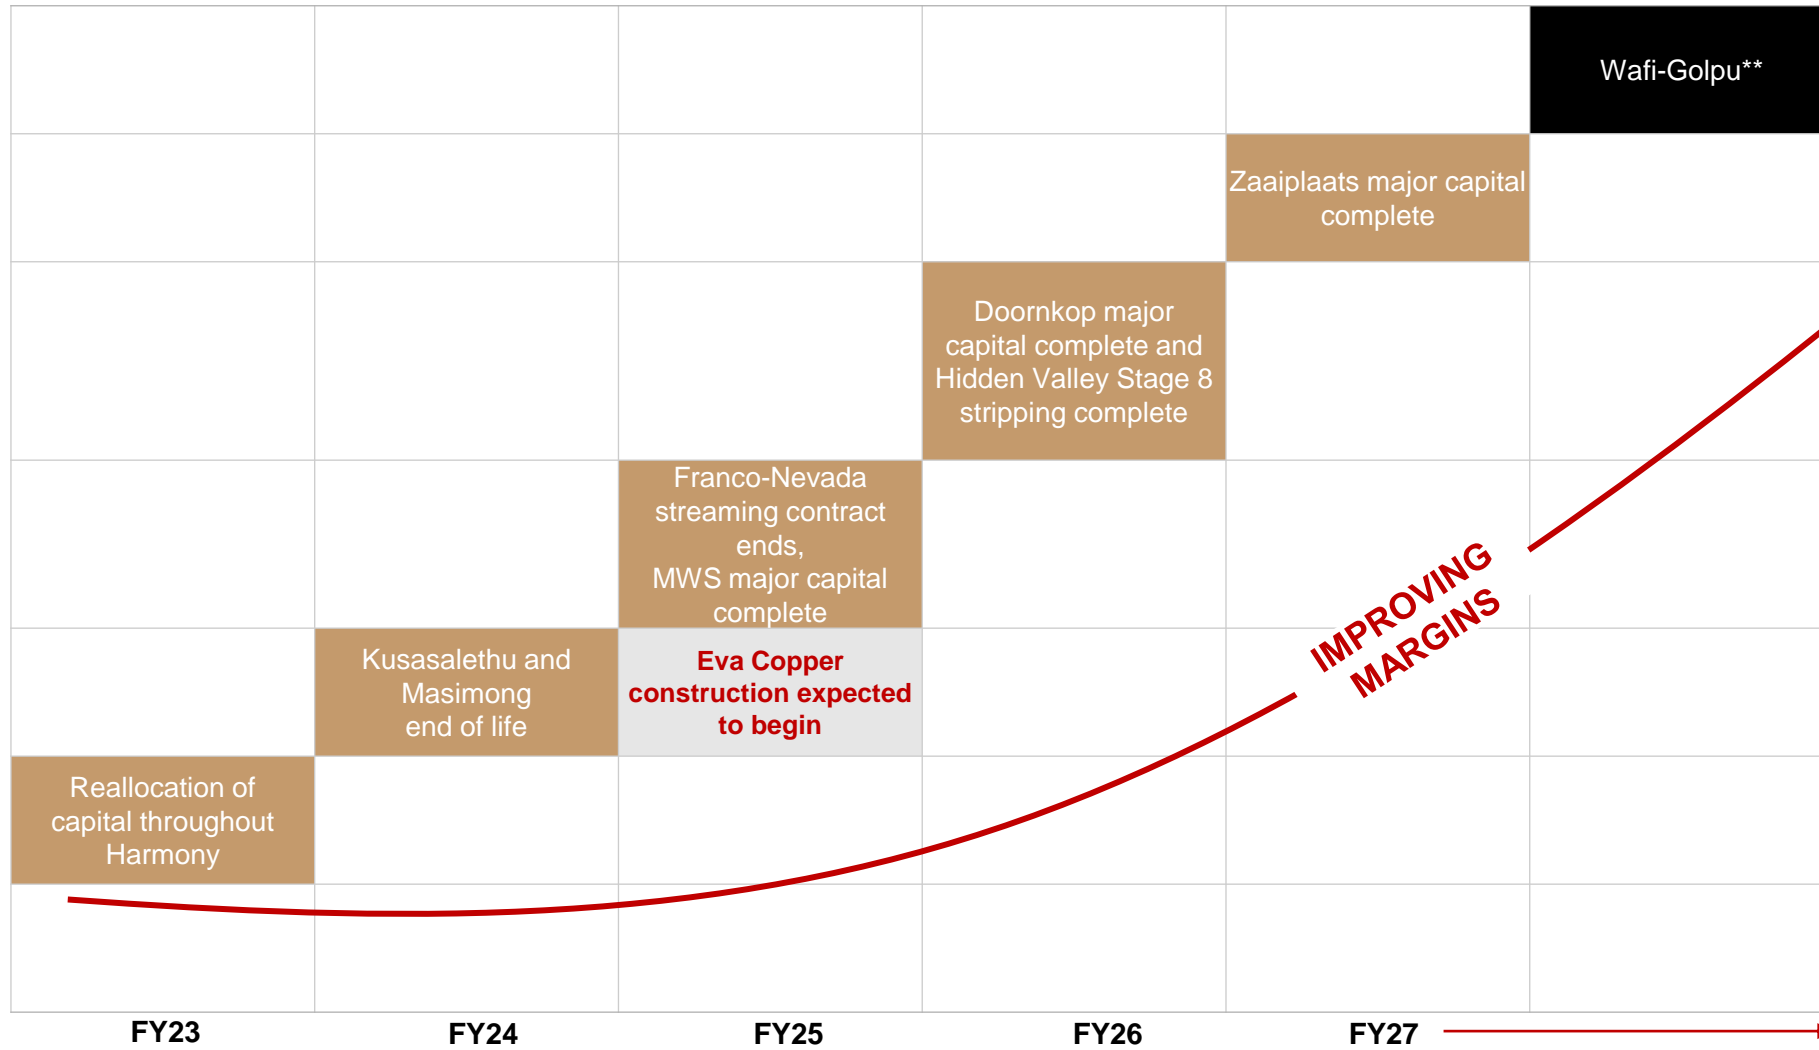 Wafi-Golpu**
Zaaiplaats major capital
complete
Doornkop major
capital complete and
Hidden Valley Stage 8
stripping complete
Franco-Nevada
streaming contract
ends,
MWS major capital
complete
IMPROVING
MARGINS
Kusasalethu and
Masimong
end of life
Eva Copper
construction expected
to begin
Reallocation of
capital throughout
Harmony
FY23
FY24
FY25
FY26
FY27